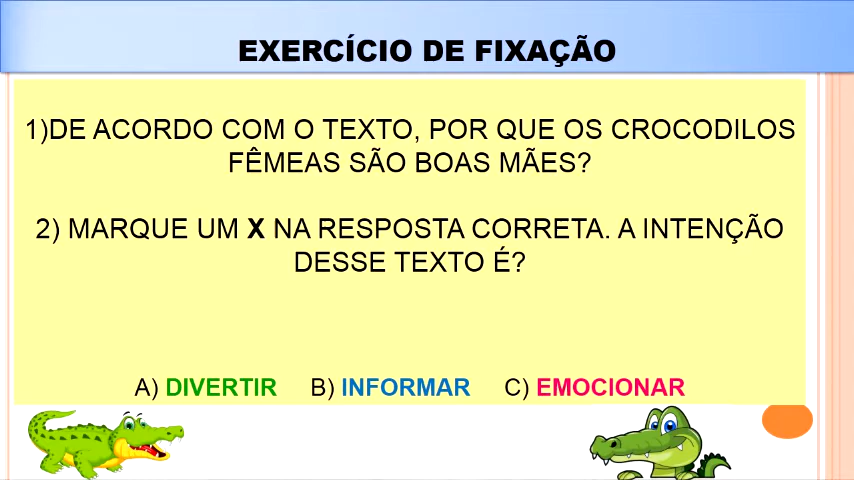 EXERCÍCIO DE FIXAÇÃO
1)DE ACORDO COM O TEXTO, POR QUE OS CROCODILOS
FÊMEAS SÃO BOAS MÃES?
2) MARQUE UM X NA RESPOSTA CORRETA. A INTENÇÃO
DESSE TEXTO É?
A) DIVERTIR B) INFORMAR C) EMOCIONAR